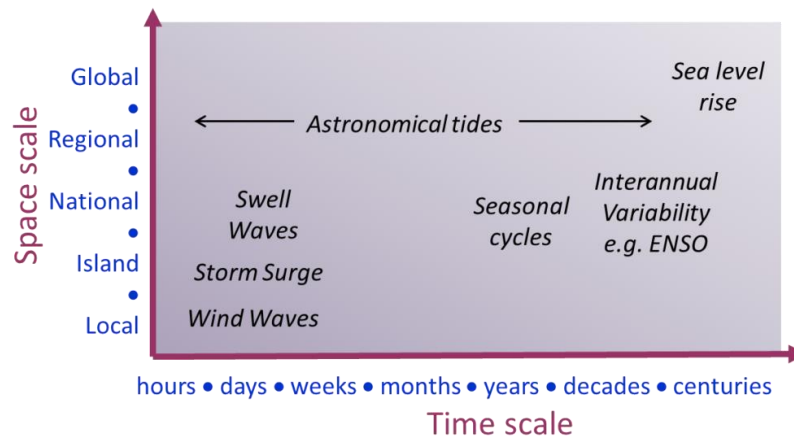 Space scale
Global
•
Regional
•
National
•
Island
•
Local
Sea level
rise
Astronomical tides
Swell
Waves
Seasonal
cycles
Interannual
Variability
e.g. ENSO
Storm Surge
Wind Waves
hours • days • weeks • months • years • decades • centuries
Time scale